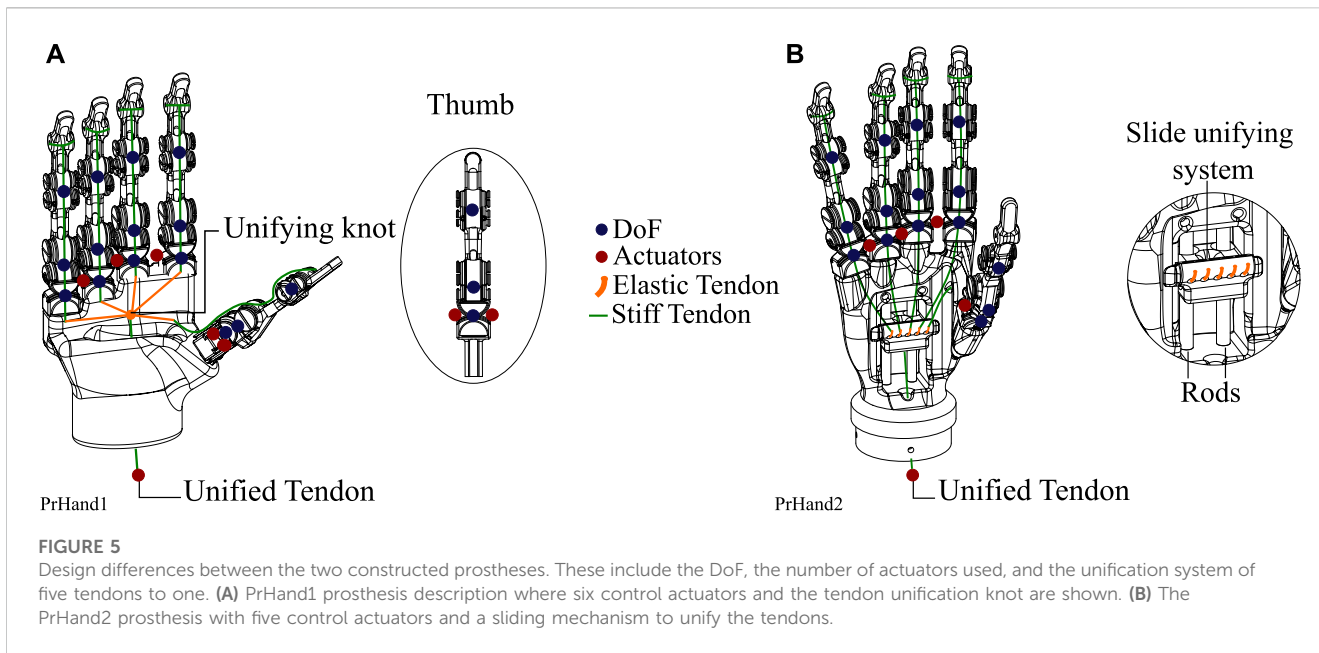 A
B
Thumb
Unifying knot
Slide unifying
system
DoF
Actuators
Elastic Tendon
Stiff Tendon
Rods
Unified Tendon
PrHand1
Unified Tendon
PrHand2
FIGURE 5
Design differences between the two constructed prostheses. These include the DoF, the number of actuators used, and the unification system of
five tendons to one. (A) PrHand1 prosthesis description where six control actuators and the tendon unification knot are shown. (B) The
PrHand2 prosthesis with five control actuators and a sliding mechanism to unify the tendons.